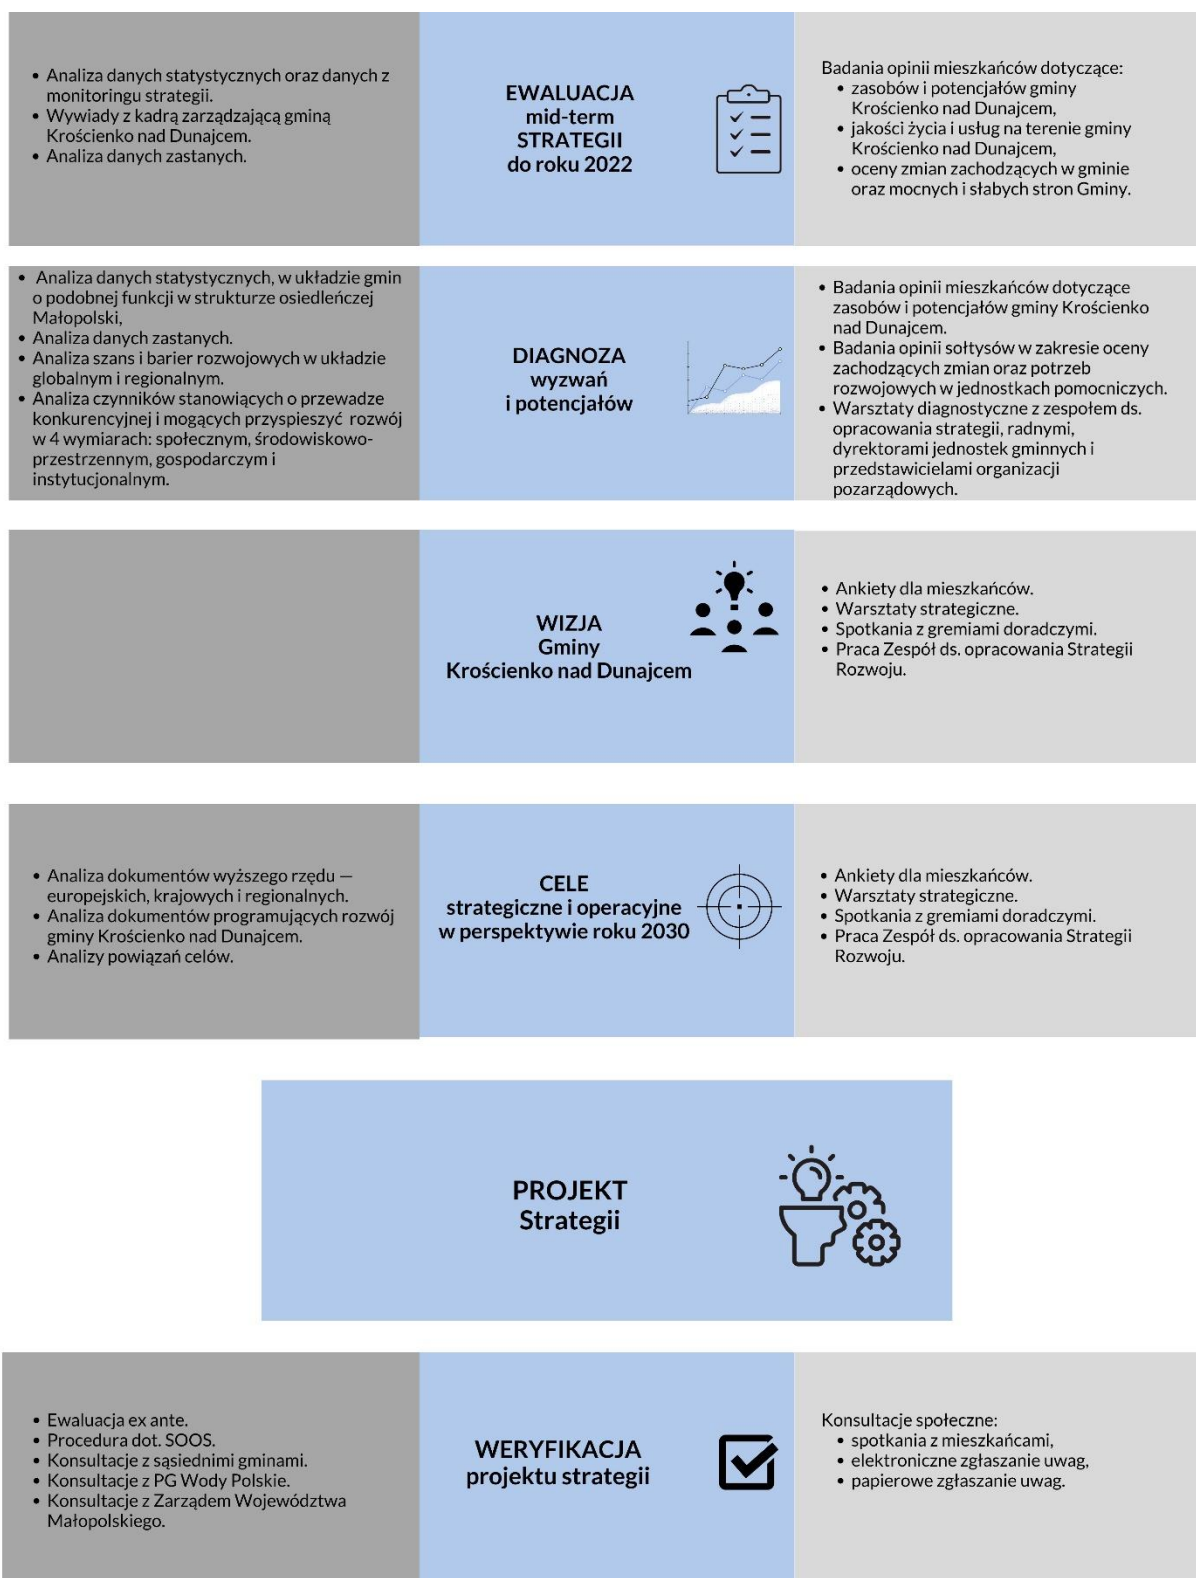 • Analiza danych statystycznych oraz danych z
monitoringu strategii.
• Wywiady z kadrą zarządzającą gminą
Krościenko nad Dunajcem.
• Analiza danych zastanych.
EWALUACJA
mid-term
STRATEGII
do roku 2022
Badania opinii mieszkańców dotyczące:
• zasobów i potencjałów gminy
Krościenko nad Dunajcem,
• jakości życia i usług na terenie gminy
Krościenko nad Dunajcem,
• oceny zmian zachodzących w gminie
oraz mocnych i słabych stron Gminy.
• Analiza danych statystycznych, w układzie gmin
o podobnej funkcji w strukturze osiedleńczej
Małopolski,
• Analiza danych zastanych.
• Analiza szans i barier rozwojowych w układzie
globalnym i regionalnym.
• Analiza czynników stanowiących o przewadze
konkurencyjnej i mogących przyspieszyć rozwój
w 4 wymiarach: społecznym, środowiskowo-
przestrzennym, gospodarczym i
instytucjonalnym.
DIAGNOZA
wyzwań
i potencjałów
• Badania opinii mieszkańców dotyczące
zasobów i potencjałów gminy Krościenko
nad Dunajcem.
• Badania opinii sołtysów w zakresie oceny
zachodzących zmian oraz potrzeb
rozwojowych w jednostkach pomocniczych.
• Warsztaty diagnostyczne z zespołem ds.
opracowania strategii, radnymi,
dyrektorami jednostek gminnych i
przedstawicielami organizacji
pozarządowych.
WIZJA
Gminy
Krościenko nad Dunajcem
• Ankiety dla mieszkańców.
• Warsztaty strategiczne.
• Spotkania z gremiami doradczymi.
• Praca Zespół ds. opracowania Strategii
Rozwoju.
• Analiza dokumentów wyższego rzędu —
europejskich, krajowych i regionalnych.
• Analiza dokumentów programujących rozwój
gminy Krościenko nad Dunajcem.
• Analizy powiązań celów.
CELE
strategiczne i operacyjne
w perspektywie roku 2030
• Ankiety dla mieszkańców.
• Warsztaty strategiczne.
• Spotkania z gremiami doradczymi.
• Praca Zespół ds. opracowania Strategii
Rozwoju.
PROJEKT
Strategii
• Ewaluacja ex ante.
• Procedura dot. SOOS.
• Konsultacje z sąsiednimi gminami.
• Konsultacje z PG Wody Polskie.
• Konsultacje z Zarządem Województwa
Małopolskiego.
WERYFIKACJA
projektu strategii
Konsultacje społeczne:
• spotkania z mieszkańcami,
• elektroniczne zgłaszanie uwag,
• papierowe zgłaszanie uwag.